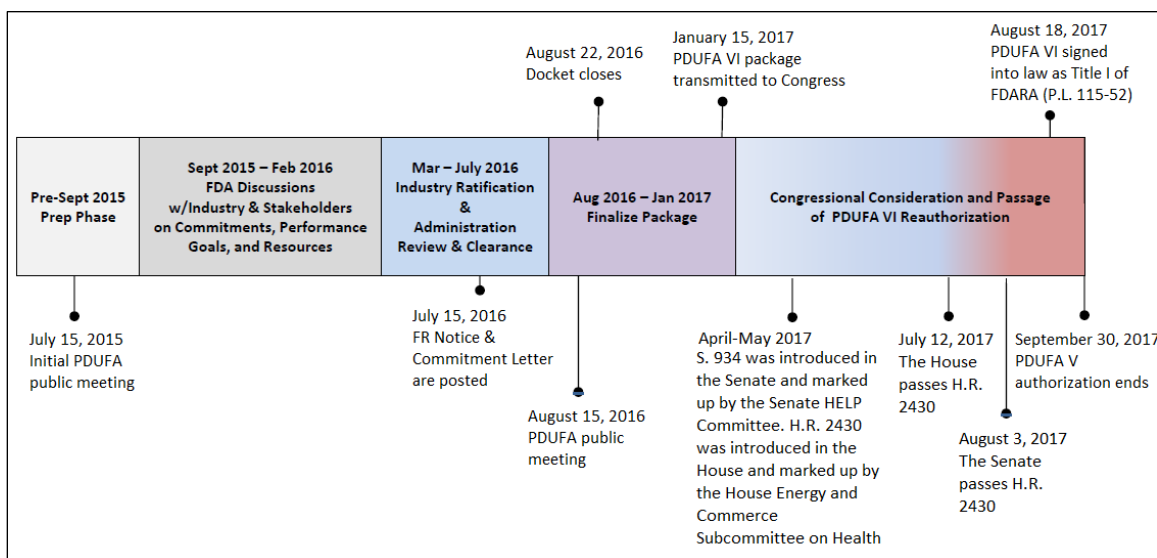 August 22, 2016
Docket closes
January 15, 2017
PDUFA VI package
transmitted to Congress
August 18, 2017
PDUFA VI signed
into law as Title I of
FDARA (P.L. 115-52)
Pre-Sept 2015
Prep Phase
Sept 2015 – Feb 2016
FDA Discussions
w/Industry & Stakeholders
on Commitments, Performance
Goals, and Resources
Mar – July 2016
Industry Ratification
&
Administration
Review & Clearance
Aug 2016 – Jan 2017
Finalize Package
Congressional Consideration and Passage
of PDUFA VI Reauthorization
July 15, 2015
Initial PDUFA
public meeting
July 15, 2016
FR Notice &
Commitment Letter
are posted
August 15, 2016
PDUFA public
meeting
April-May 2017
S. 934 was introduced in
the Senate and marked
up by the Senate HELP
Committee. H.R. 2430
was introduced in the
House and marked up by
the House Energy and
Commerce
Subcommittee on Health
July 12, 2017
The House
passes H.R.
2430
August 3, 2017
The Senate
passes H.R.
2430
September 30, 2017
PDUFA V
authorization ends